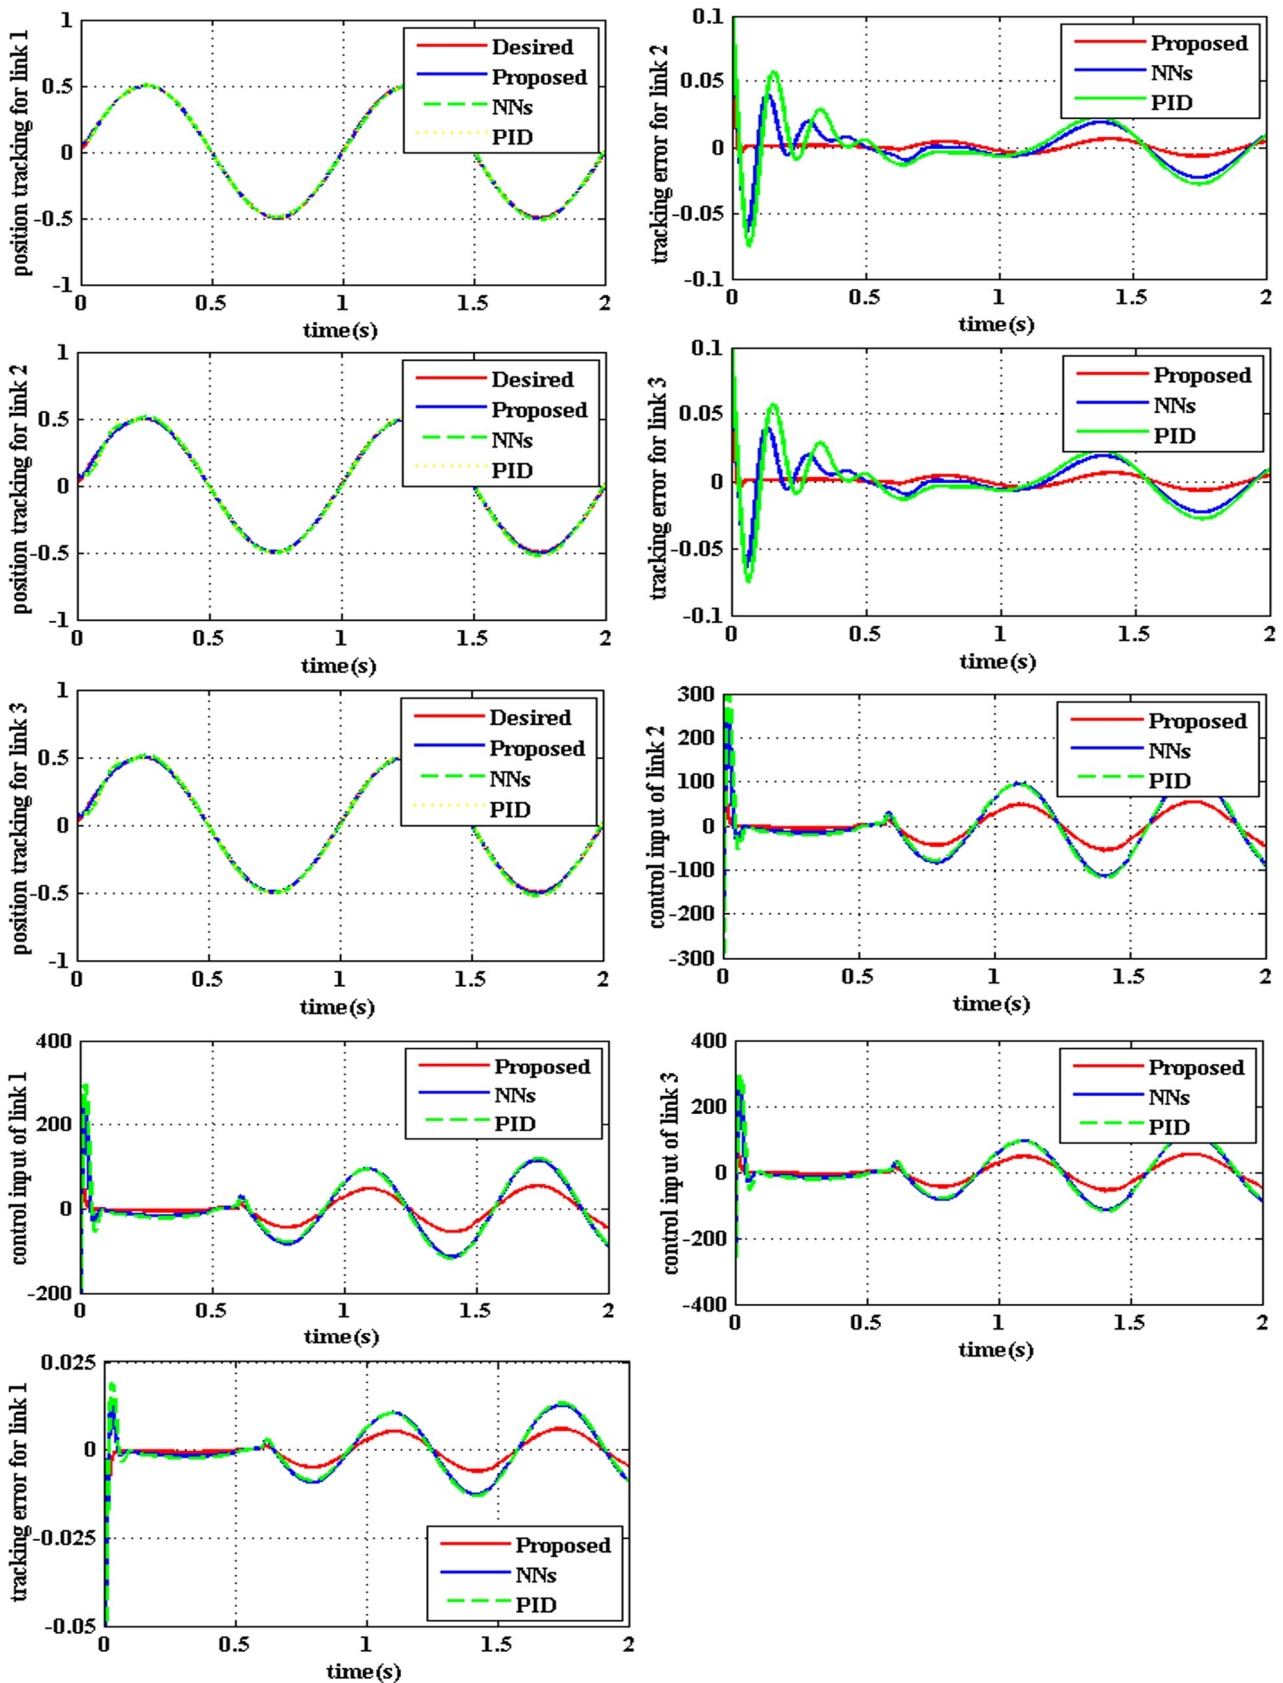 position tracking for link 1
1
0.5
0
-0.5
-1
0
0.5
1
1.5
2
time(s)
Desired
Proposed
NNs
PID
tracking error for link 2
0.1
0.05
0
-0.05
-0.1
0
0.5
1
1.5
2
time(s)
Proposed
NNs
PID
position tracking for link 2
1
0.5
0
-0.5
-1
0
0.5
1
1.5
2
time(s)
Desired
Proposed
NNs
PID
tracking error for link 3
0.1
0.05
0
-0.05
-0.1
0
0.5
1
1.5
2
time(s)
Proposed
NNs
PID
position tracking for link 3
1
0.5
0
-0.5
-1
0
0.5
1
1.5
2
time(s)
Desired
Proposed
NNs
PID
control input of link 2
300
200
100
0
-100
-200
-300
0
0.5
1
1.5
2
time(s)
Proposed
NNs
PID
control input of link 1
400
200
0
-200
0
0.5
1
1.5
2
time(s)
Proposed
NNs
PID
control input of link 3
400
200
0
-200
-400
0
0.5
1
1.5
2
time(s)
Proposed
NNs
PID
tracking error for link 1
0.025
0
-0.025
-0.05
0
0.5
1
1.5
2
time(s)
Proposed
NNs
PID